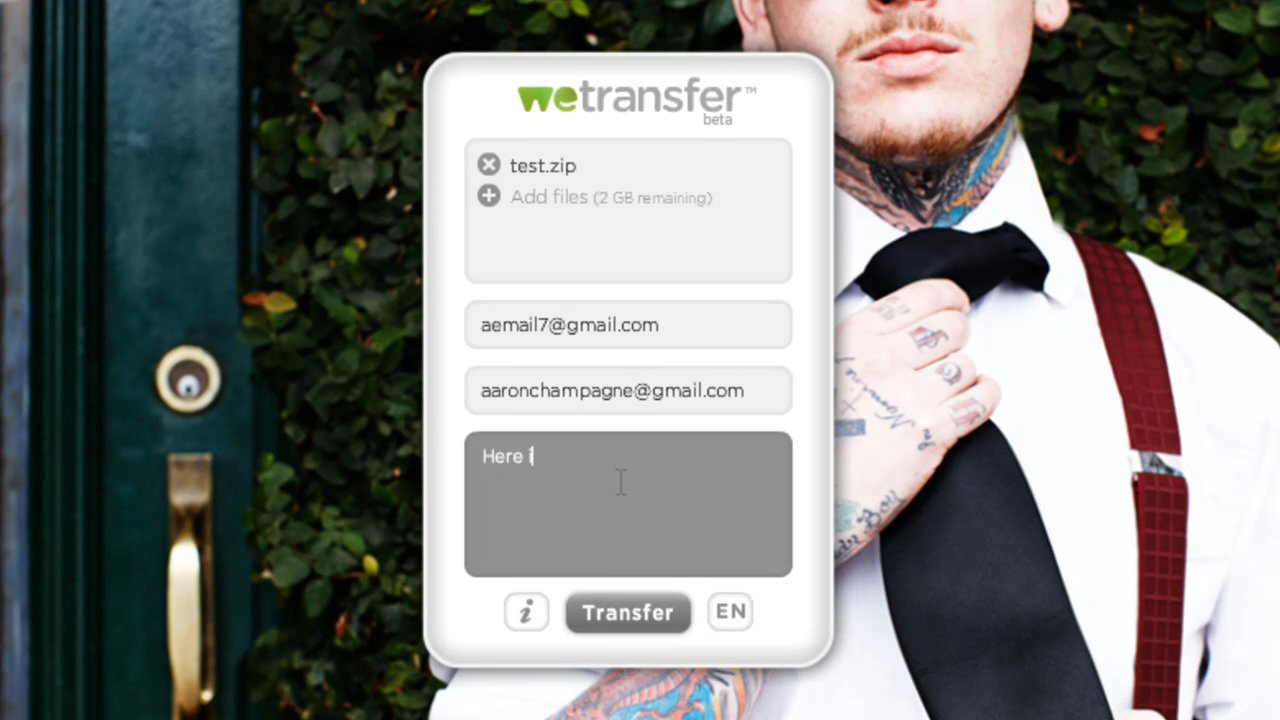 wetransfer™
beta
test.zip
Add files (2 GB remaining)
aemail7@gmail.com
aaronchampagne@gmail.com
Here i
i
Transfer
EN